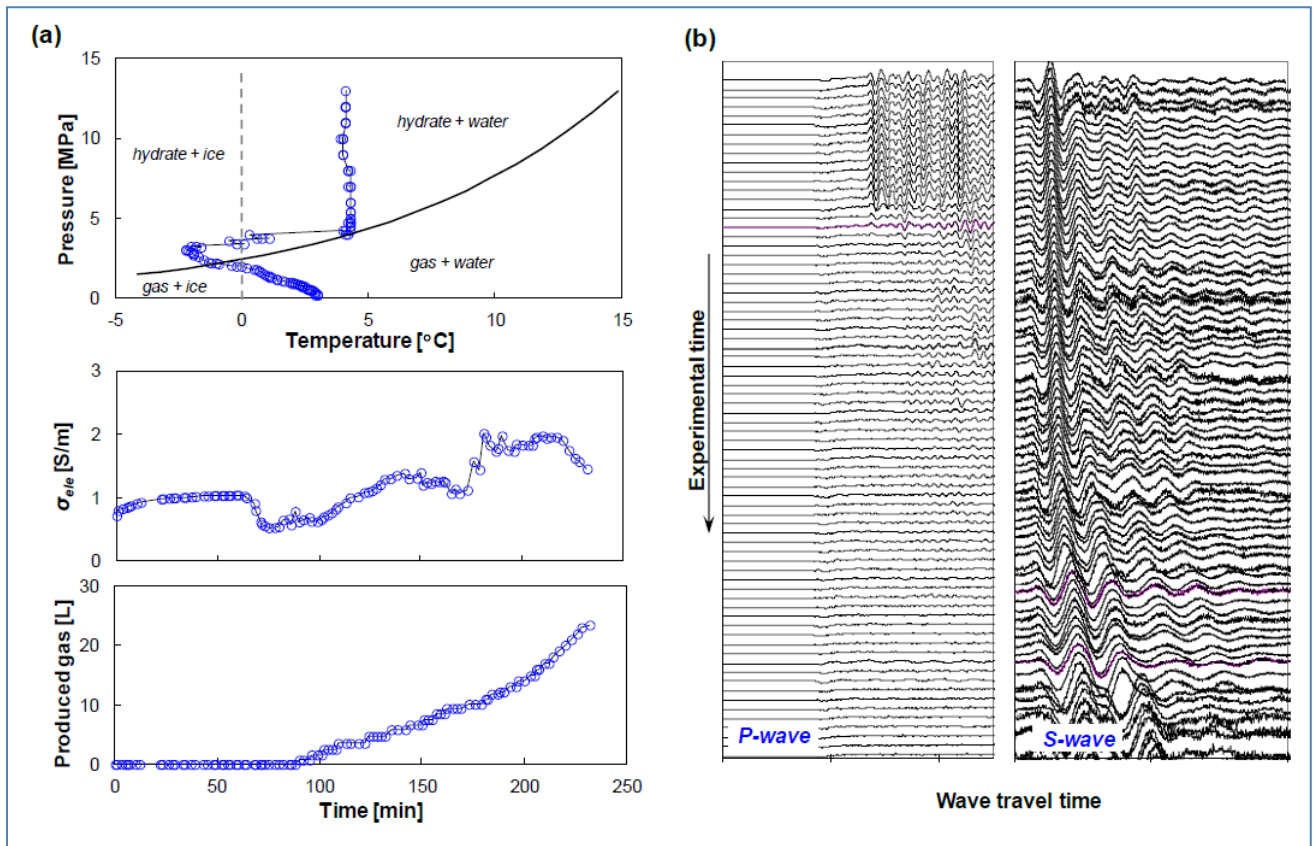 (a)
15
10
5
0
Pressure [MPa]
hydrate + ice
hydrate + water
gas + water
gas + ice
-5 0 5 10 15
Temperature [°C]
3
2
1
0
σele [S/m]
30
20
10
0
Produced gas [L]
0 50 100 150 200 250
Time [min]
(b)
Experimental time
P-wave
S-wave
Wave travel time